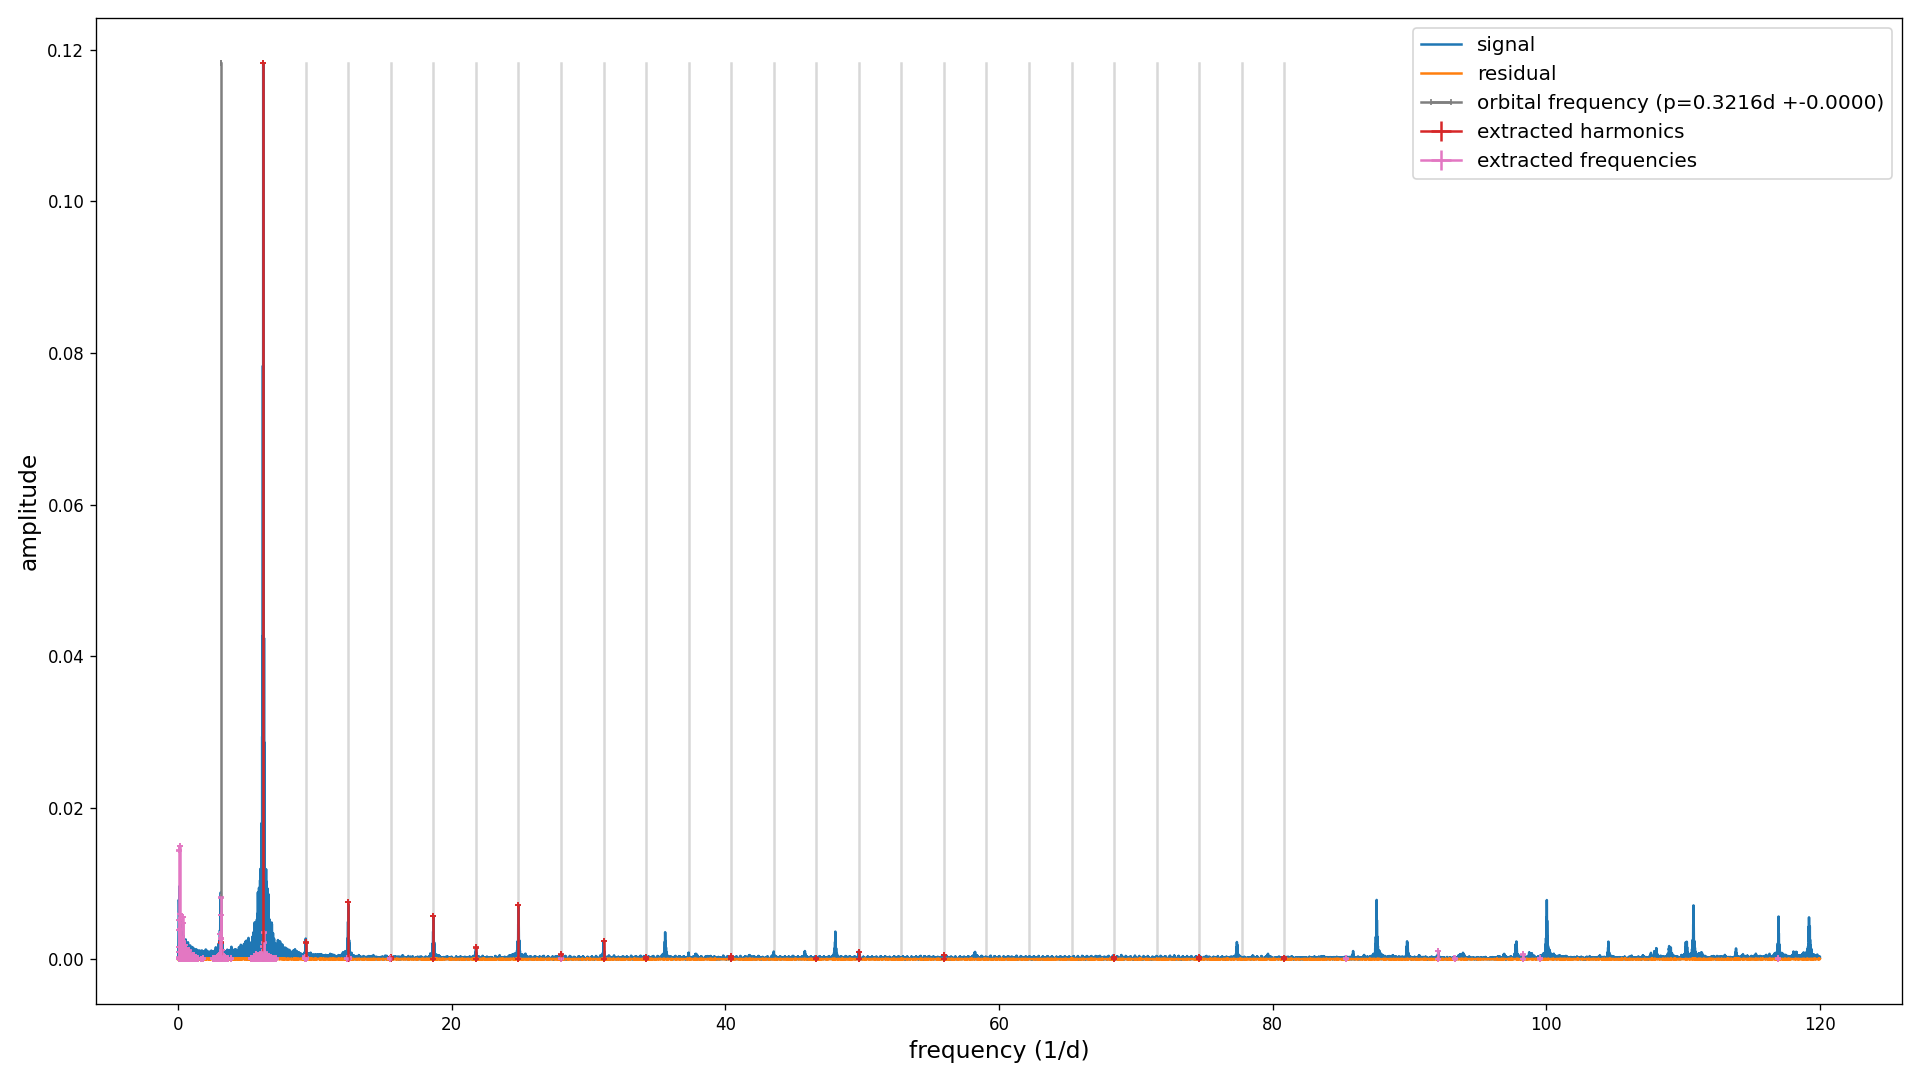 signal
residual
orbital frequency (p=0.3216d +-0.0000)
extracted harmonics
extracted frequencies
0.12
0.10
0.08
0.06
0.04
0.02
0.00
amplitude
0 20 40 60 80 100 120
frequency (1/d)